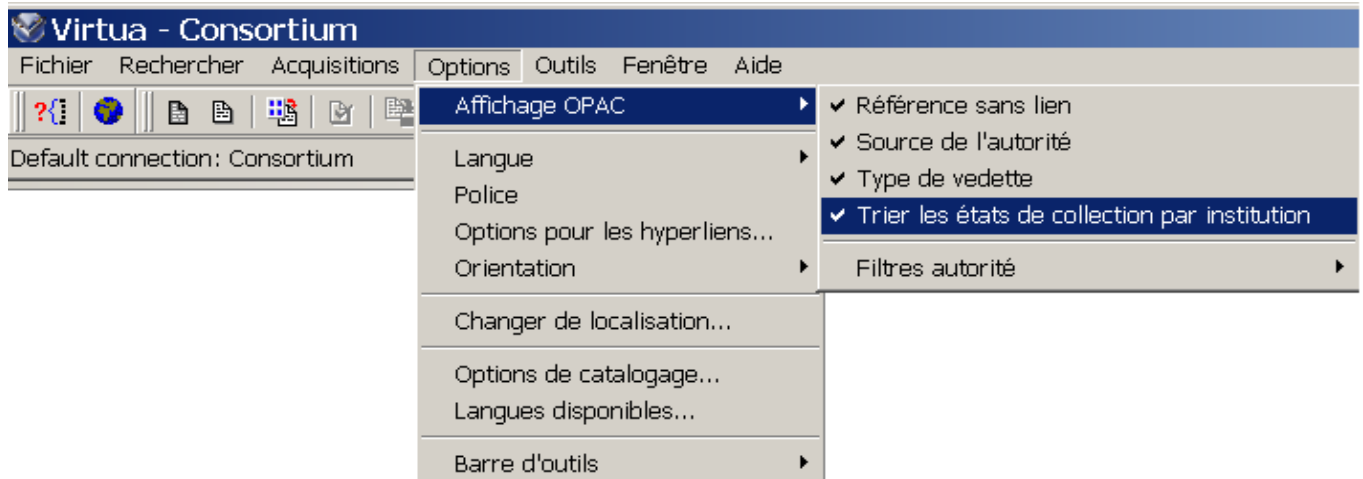 Virtua - Consortium
Fichier Rechercher Acquisitions Options Outils Fenêtre Aide
?{
Default connection: Consortium
Affichage OPAC
Langue
Police
Options pour les hyperliens...
Orientation
Changer de localisation...
Options de catalogage...
Langues disponibles...
Barre d'outils
Référence sans lien
Source de l'autorité
Type de vedette
Trier les états de collection par institution
Filtres autorité